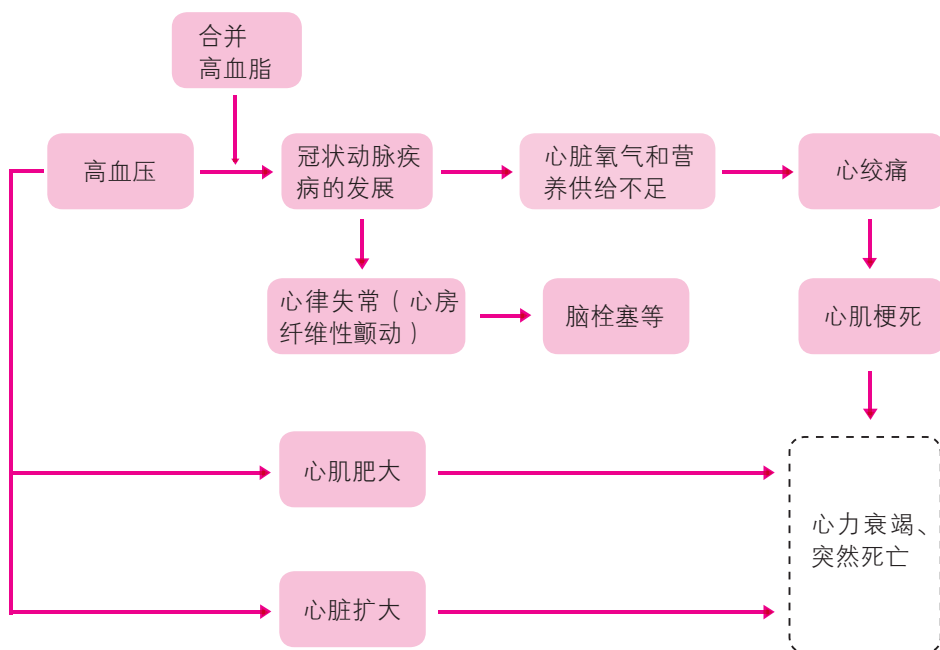 合并
高血脂
高血压
冠状动脉疾
病的发展
心脏氧气和营
养供给不足
心绞痛
心律失常（心房
纤维性颤动）
脑栓塞等
心肌梗死
心肌肥大
心力衰竭、
突然死亡
心脏扩大